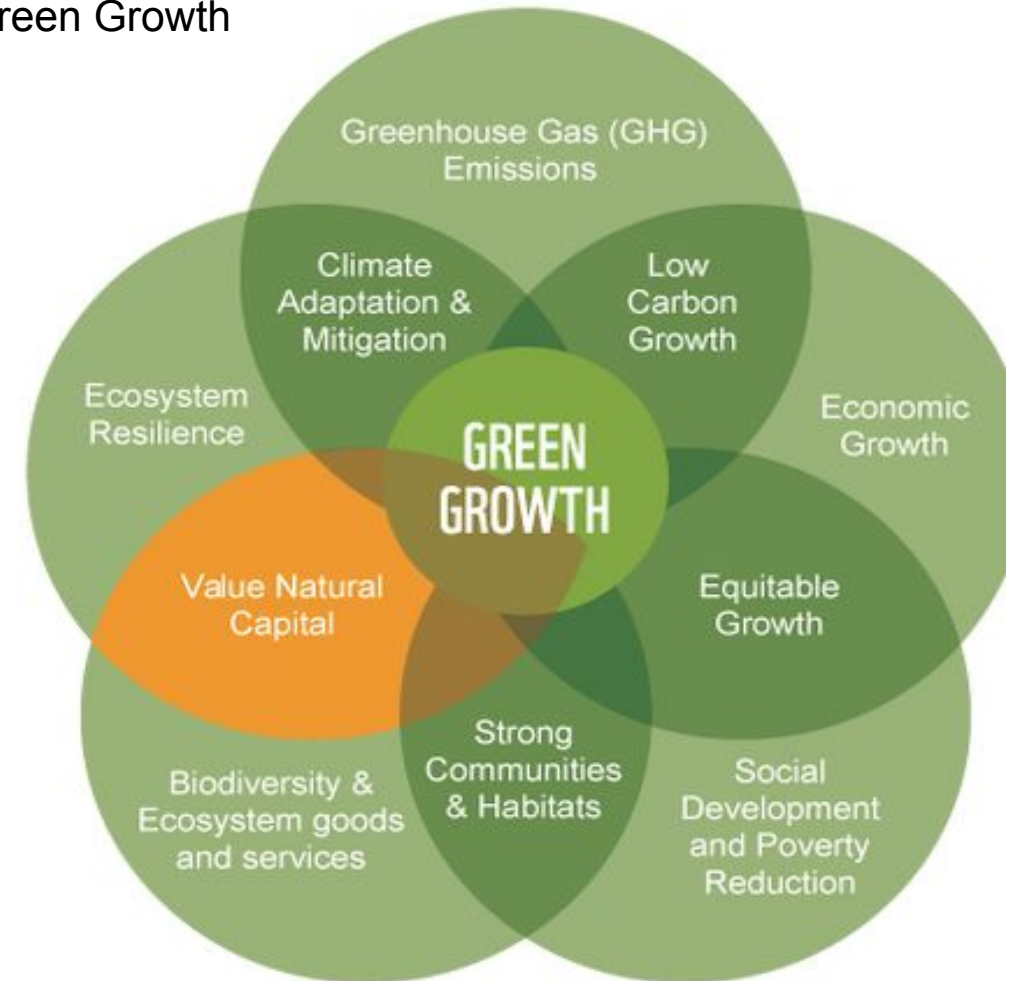 reen Growth
Greenhouse Gas (GHG)
Emissions
Climate
Adaptation &
Mitigation
Low
Carbon
Growth
Ecosystem
Resilience
Economic
Growth
GREEN
GROWTH
Value Natural
Capital
Equitable
Growth
Strong
Communities
& Habitats
Biodiversity &
Ecosystem goods
and services
Social
Development
and Poverty
Reduction